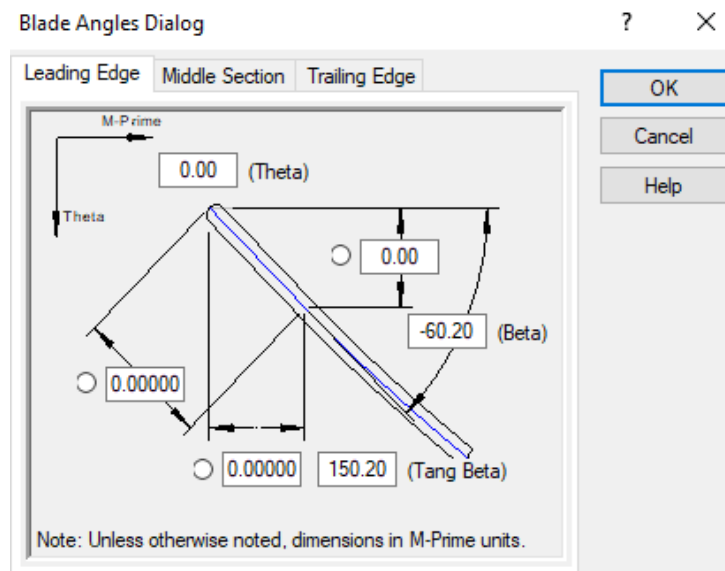 Blade Angles Dialog
? X
Leading Edge Middle Section Trailing Edge
OK
Cancel
Help
M-Prime
0.00 (Theta)
Theta
0.00
-60.20 (Beta)
0.00000
0.00000 150.20 (Tang Beta)
Note: Unless otherwise noted, dimensions in M-Prime units.